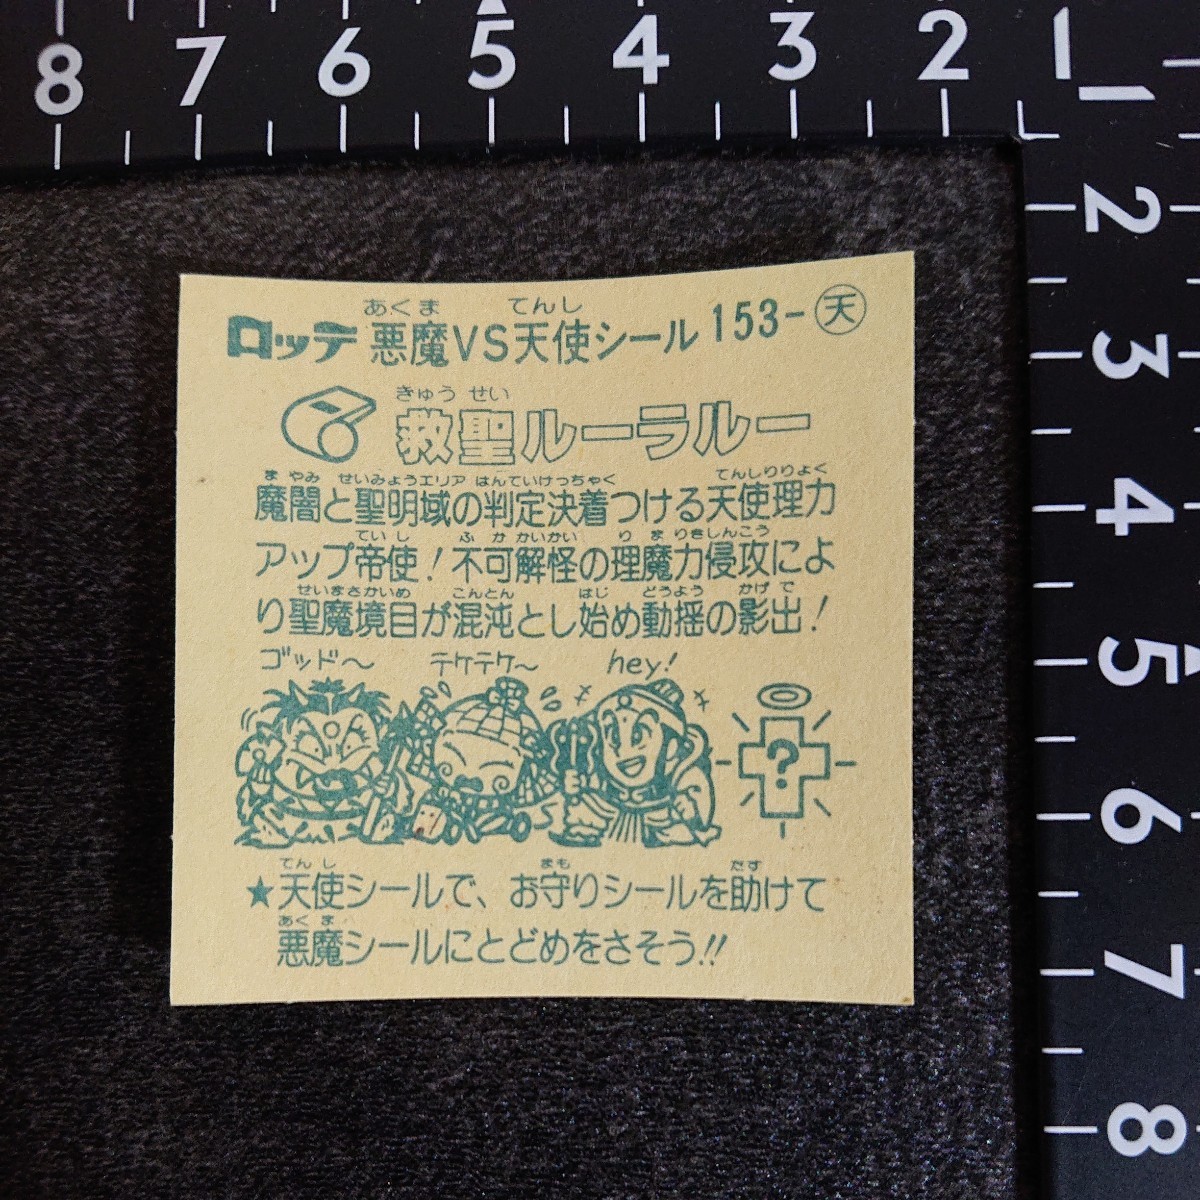 8 7 6 5 4 3 2 1
1 2 3 4 5 6 7 8
あくま てんし
ロッテ 悪魔VS天使シール 153-天
きゅう せい
救聖ルーラルー
ま やみ せいみょうエリア はんていけっちゃく てんしりりょく
魔闇と聖明域の判定決着つける天使理力
ていし ふ か かいかい り ま りきしんこう
アップ帝使!不可解怪の理魔力侵攻によ
せいまさかいめ こんとん はじ どうよう かげ で
り聖魔境目が混沌とし始め動揺の影出!
ゴッド〜 テケテケ〜 hey!
?
てん し まも たす
★天使シールで、お守りシールを助けて
あく ま
悪魔シールにとどめをさそう!!